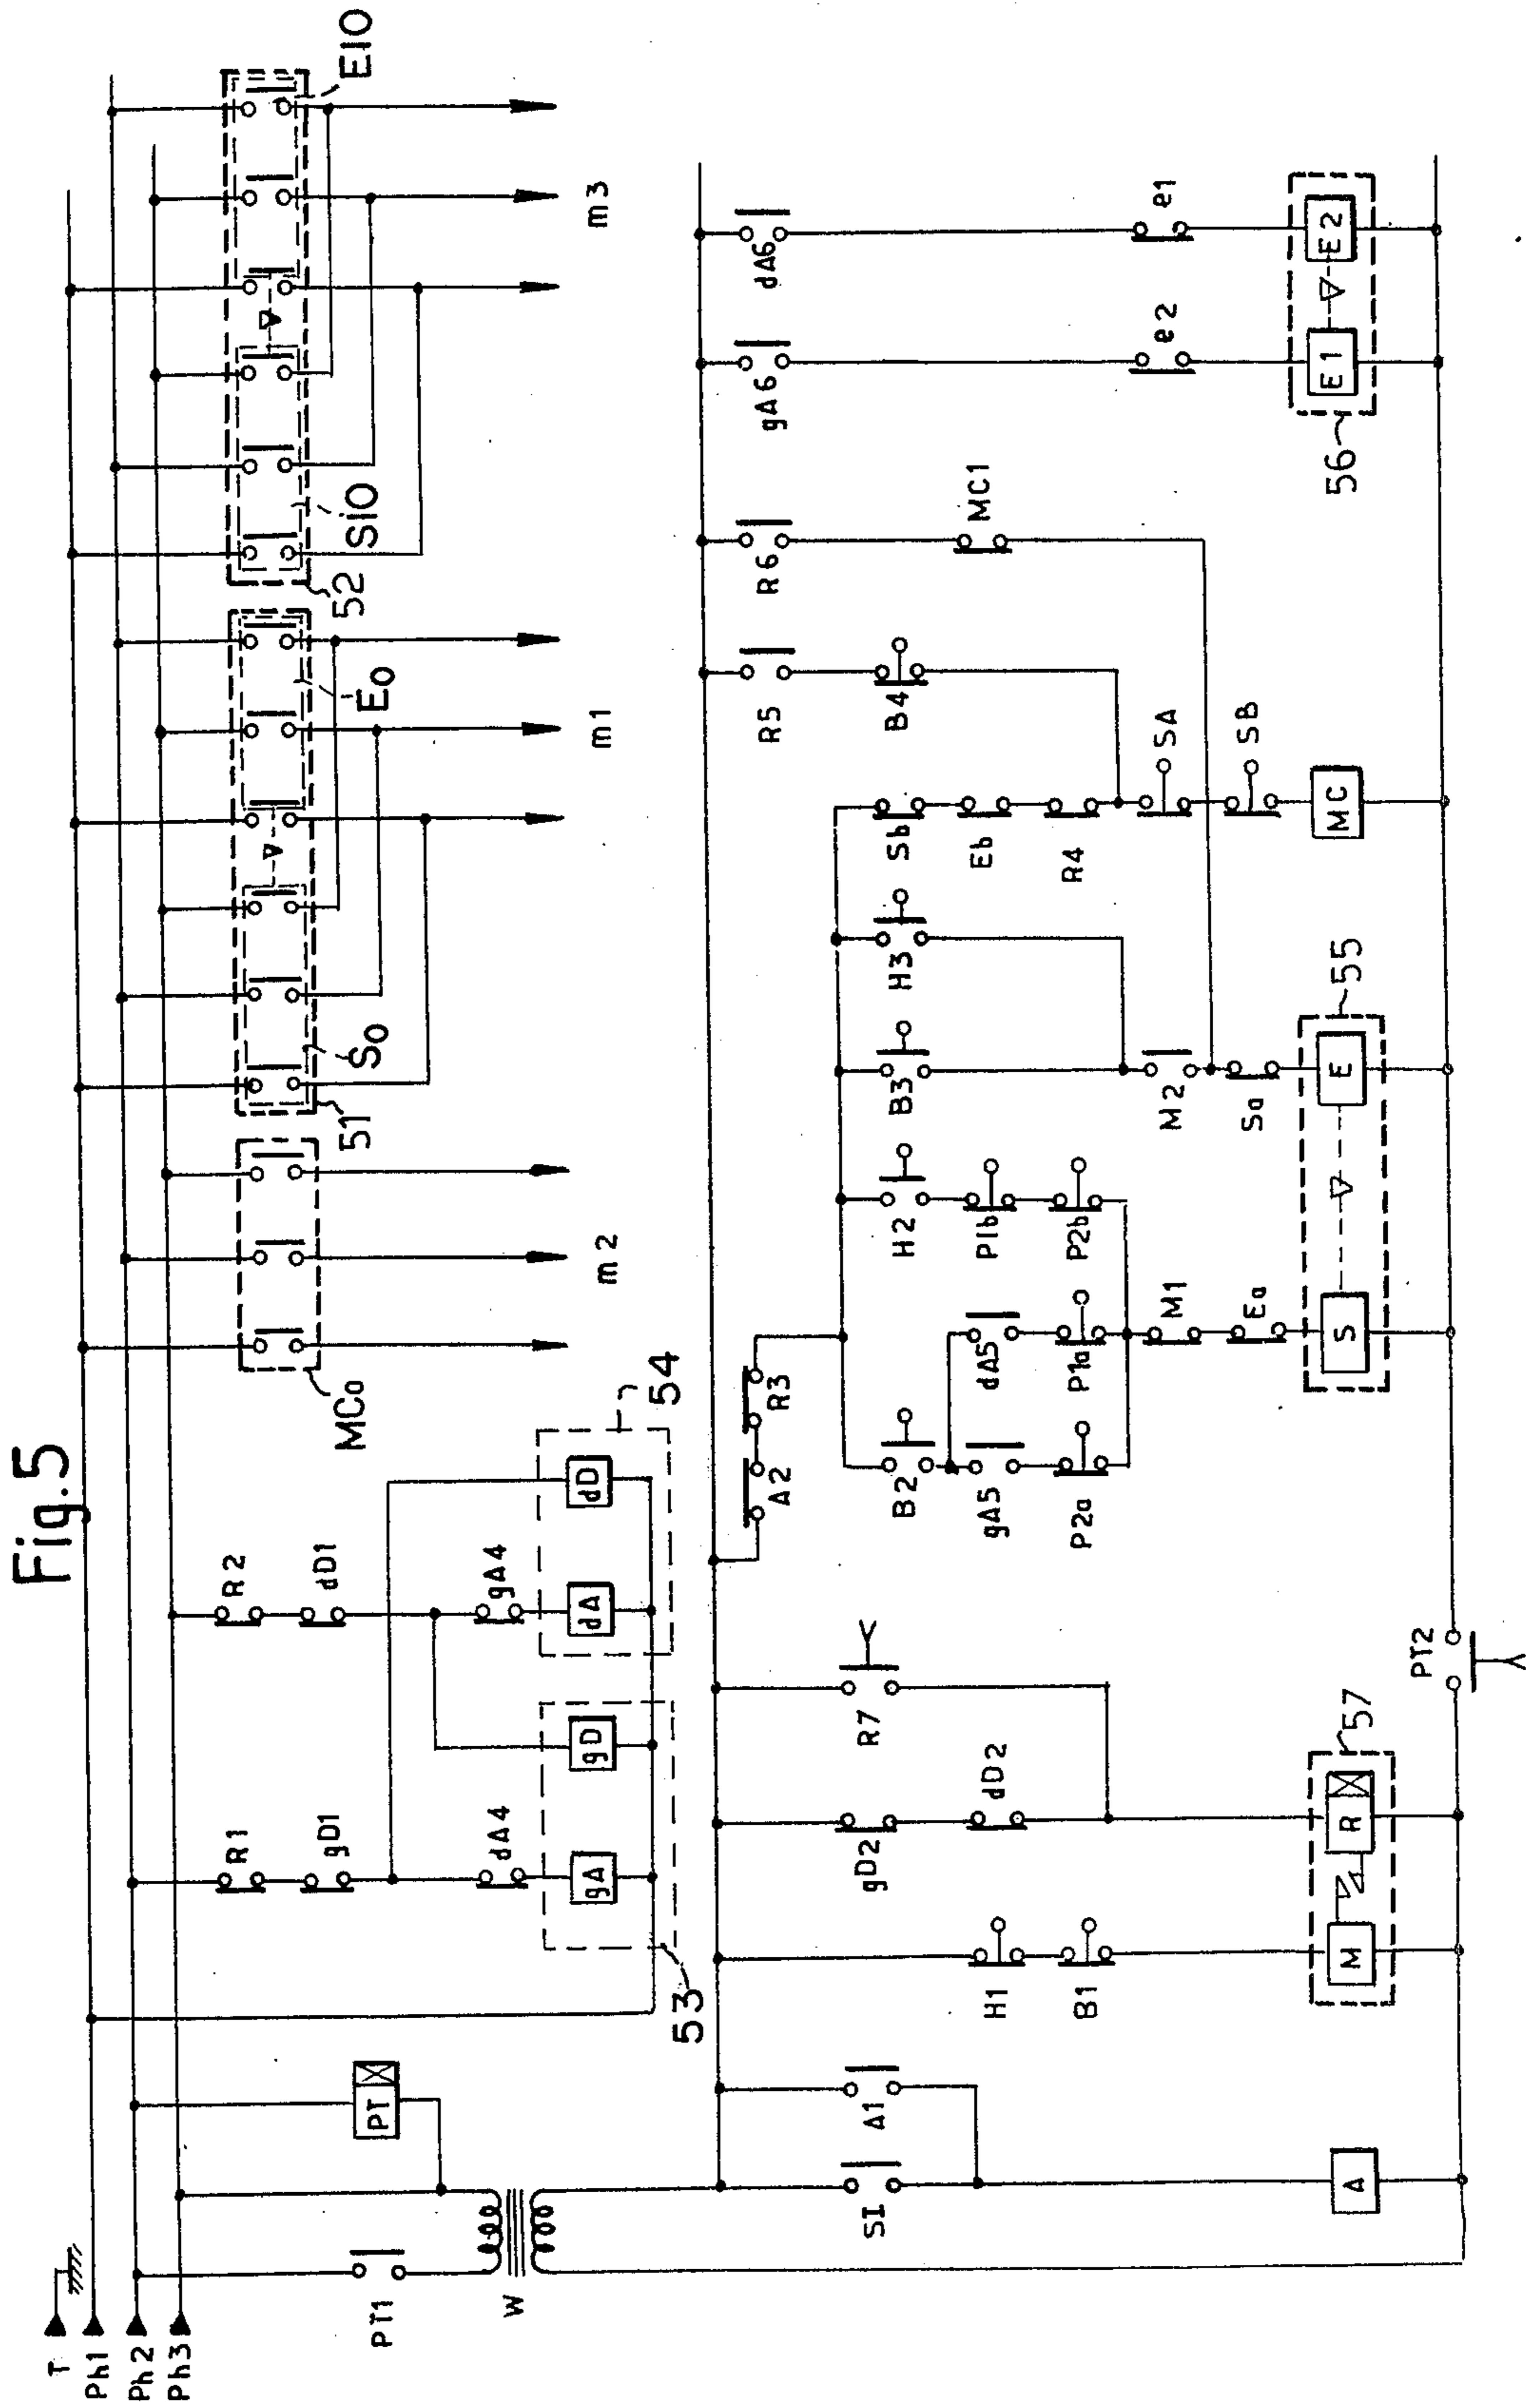 Fig.5
T
Ph1
Ph2
Ph3
PT1
PT
W
R1
gD1
dA4
gA
gD
53
R2
dD1
gA4
dA
dD
54
MCo
m2
51
So
Eo
m1
52
S10
E10
m3
SI
A1
A
H1
B1
M
gD2
dD2
R7
R
57
PT2
A2
R3
B2
gA5
P2a
dA5
P1a
H2
P1b
P2b
M1
Ea
S
B3
H3
M2
Sa
E
55
Sb
Eb
R4
R5
B4
SA
SB
MC
R6
MC1
gA6
e2
E1
dA6
e1
E2
56